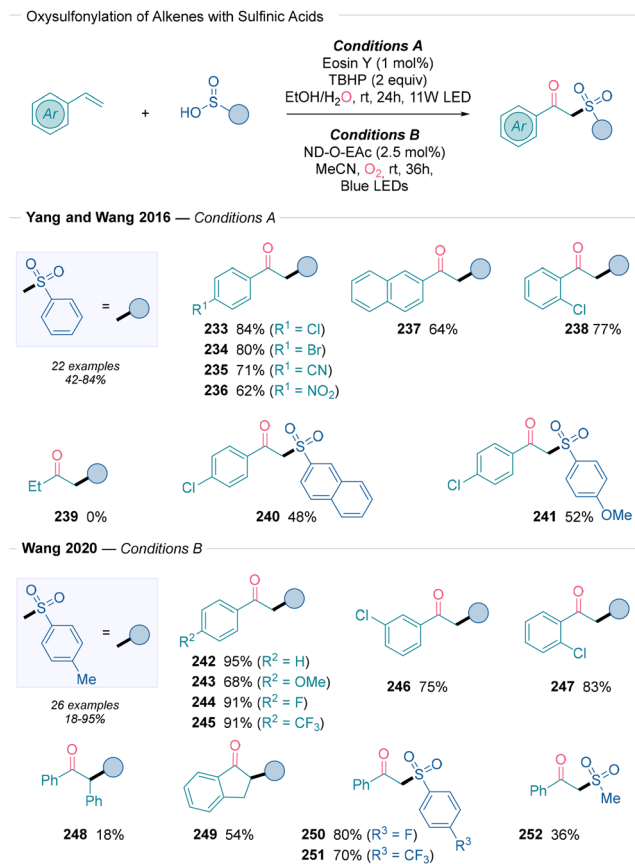 Oxysulfonylation of Alkenes with Sulfinic Acids
Conditions A
Eosin Y (1 mol%)
TBHP (2 equiv)
EtOH/H₂O, rt, 24h, 11W LED
Conditions B
ND-O-EAc (2.5 mol%)
MeCN, O₂, rt, 36h,
Blue LEDs
Ar
+
HO
S
O
Ar
O
O
S
O
Yang and Wang 2016 — Conditions A
O
S
O
=
22 examples
42-84%
O
R¹
233 84% (R¹ = Cl)
234 80% (R¹ = Br)
235 71% (R¹ = CN)
236 62% (R¹ = NO₂)
O
237 64%
O
Cl
238 77%
O
Et
239 0%
O
O
S
O
Cl
240 48%
O
O
S
O
Cl
OMe
241 52%
Wang 2020 — Conditions B
O
S
O
Me
=
26 examples
18-95%
O
R²
242 95% (R² = H)
243 68% (R² = OMe)
244 91% (R² = F)
245 91% (R² = CF₃)
O
Cl
246 75%
O
Cl
247 83%
O
Ph
Ph
248 18%
O
249 54%
O
O
S
O
Ph
R³
250 80% (R³ = F)
251 70% (R³ = CF₃)
O
O
S
O
Ph
Me
252 36%